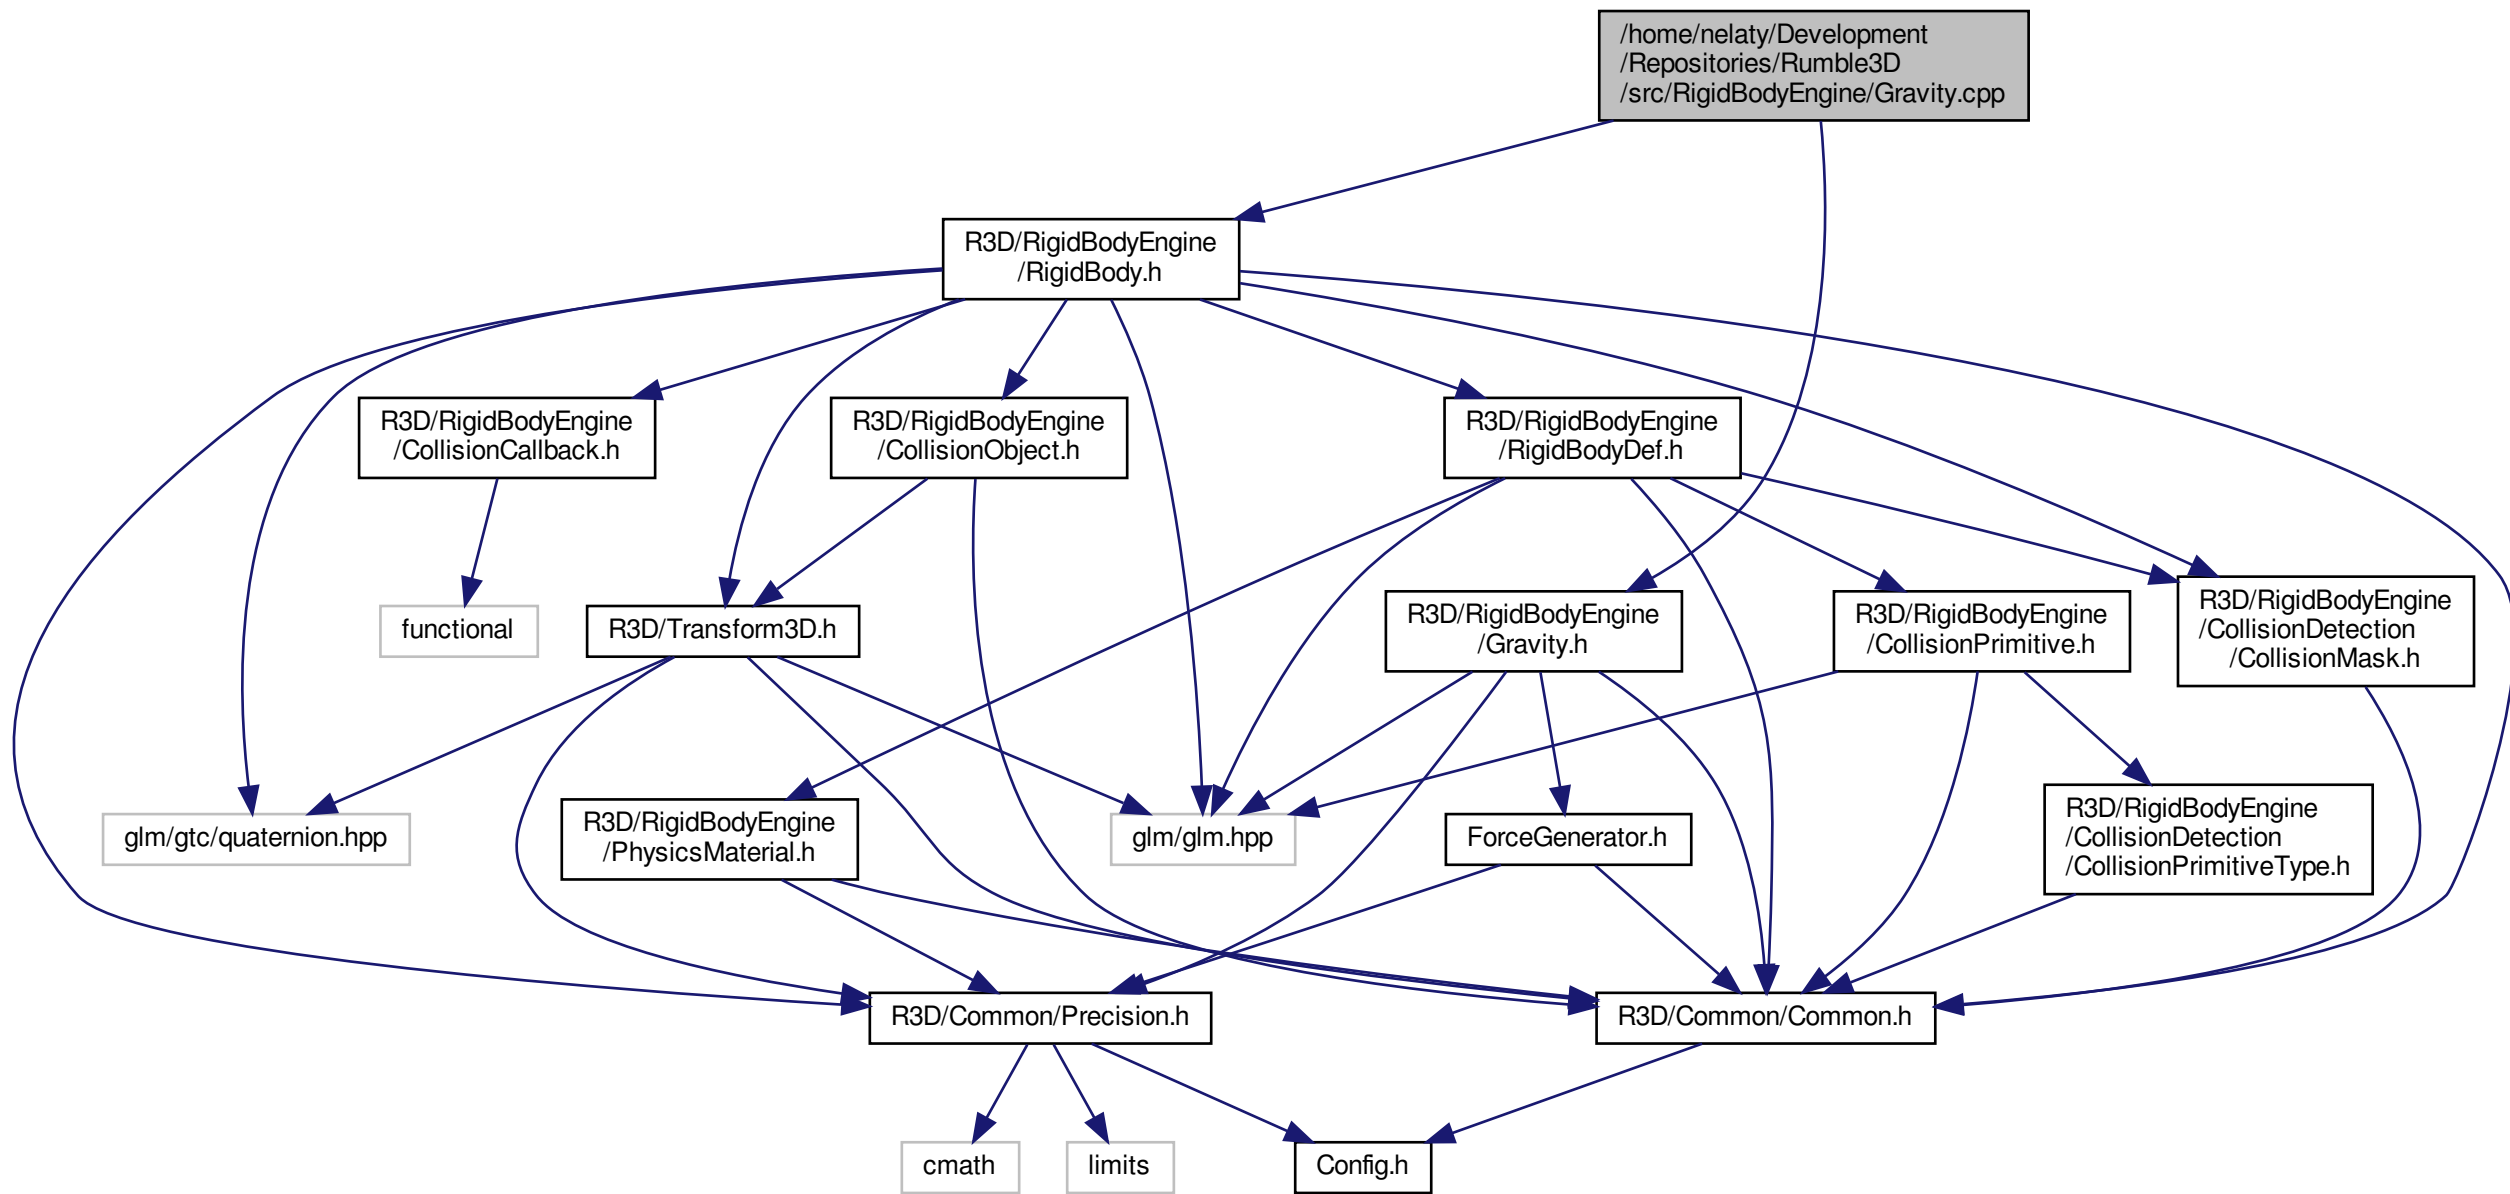 /home/nelaty/Development
/Repositories/Rumble3D
/src/RigidBodyEngine/Gravity.cpp
R3D/RigidBodyEngine
/RigidBody.h
R3D/RigidBodyEngine
/CollisionCallback.h
R3D/RigidBodyEngine
/CollisionObject.h
R3D/RigidBodyEngine
/RigidBodyDef.h
functional
R3D/Transform3D.h
R3D/RigidBodyEngine
/Gravity.h
R3D/RigidBodyEngine
/CollisionPrimitive.h
R3D/RigidBodyEngine
/CollisionDetection
/CollisionMask.h
glm/gtc/quaternion.hpp
R3D/RigidBodyEngine
/PhysicsMaterial.h
glm/glm.hpp
ForceGenerator.h
R3D/RigidBodyEngine
/CollisionDetection
/CollisionPrimitiveType.h
R3D/Common/Precision.h
R3D/Common/Common.h
cmath
limits
Config.h